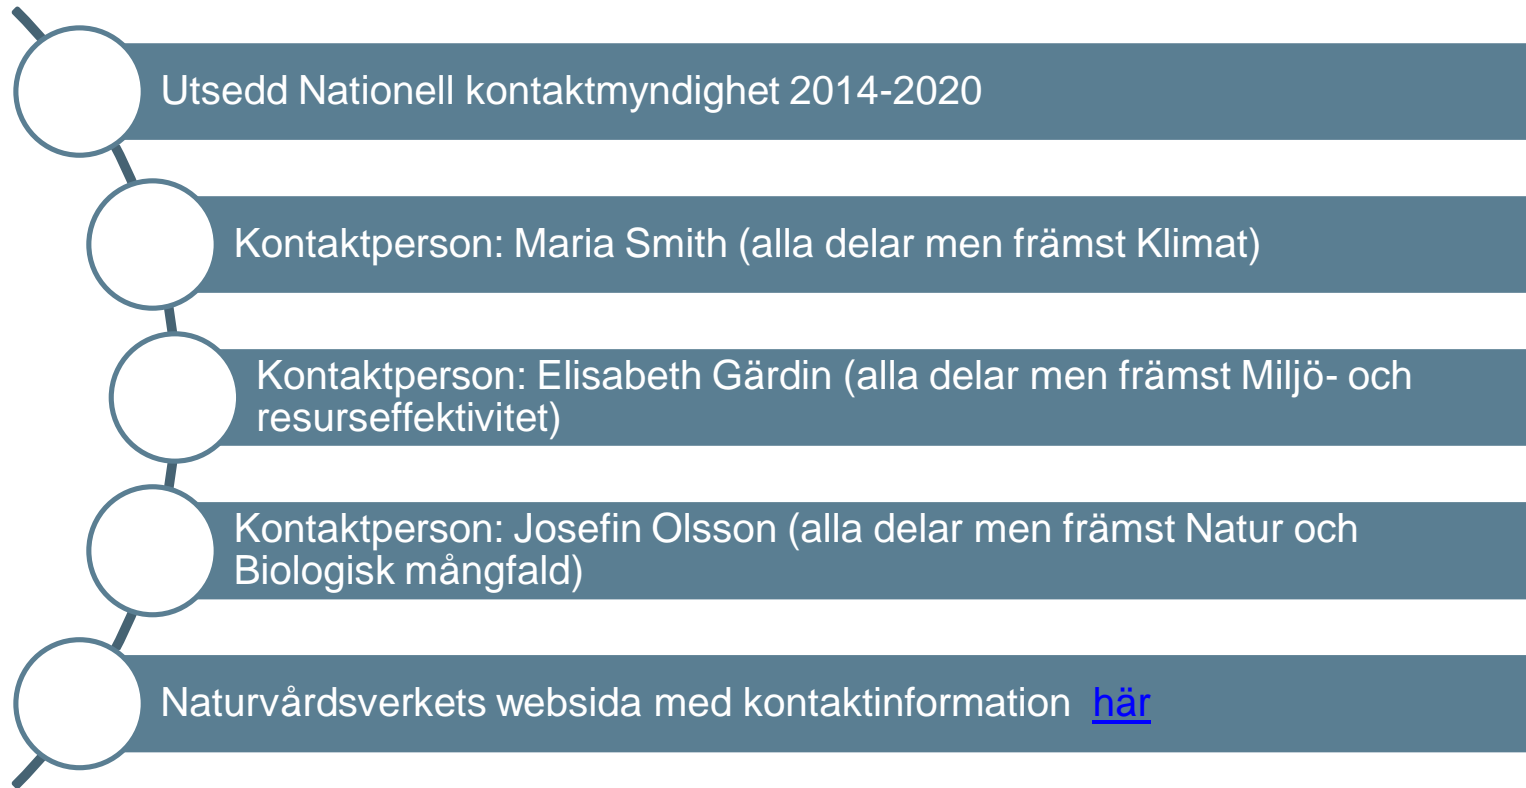 Utsedd Nationell kontaktmyndighet 2014-2020
Kontaktperson: Maria Smith (alla delar men främst Klimat)
Kontaktperson: Elisabeth Gärdin (alla delar men främst Miljö- och
resurseffektivitet)
Kontaktperson: Josefin Olsson (alla delar men främst Natur och
Biologisk mångfald)
Naturvårdsverkets websida med kontaktinformation här